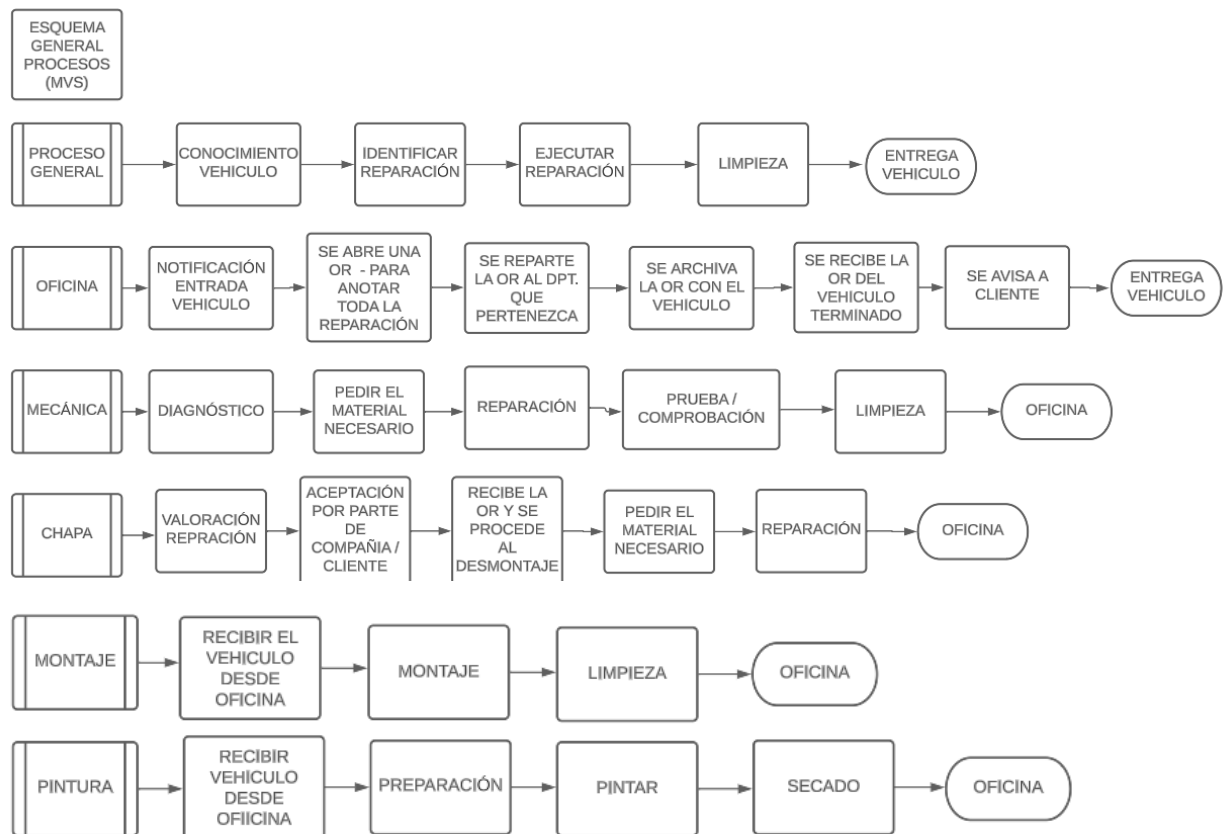 ESQUEMA
GENERAL
PROCESOS
(MVS)
PROCESO
GENERAL
CONOCIMIENTO
VEHICULO
IDENTIFICAR
REPARACIÓN
EJECUTAR
REPARACIÓN
LIMPIEZA
ENTREGA
VEHICULO
OFICINA
NOTIFICACIÓN
ENTRADA
VEHICULO
SE ABRE UNA
OR - PARA
ANOTAR
TODA LA
REPARACIÓN
SE REPARTE
LA OR AL DPT.
QUE
PERTENEZCA
SE ARCHIVA
LA OR CON EL
VEHICULO
SE RECIBE LA
OR DEL
VEHICULO
TERMINADO
SE AVISA A
CLIENTE
ENTREGA
VEHICULO
MECÁNICA
DIAGNÓSTICO
PEDIR EL
MATERIAL
NECESARIO
REPARACIÓN
PRUEBA /
COMPROBACIÓN
LIMPIEZA
OFICINA
CHAPA
VALORACIÓN
REPRACIÓN
ACEPTACIÓN
POR PARTE
DE
COMPAÑIA /
CLIENTE
RECIBE LA
OR Y SE
PROCEDE
AL
DESMONTAJE
PEDIR EL
MATERIAL
NECESARIO
REPARACIÓN
OFICINA
MONTAJE
RECIBIR EL
VEHICULO
DESDE
OFICINA
MONTAJE
LIMPIEZA
OFICINA
PINTURA
RECIBIR
VEHICULO
DESDE
OFIICINA
PREPARACIÓN
PINTAR
SECADO
OFICINA